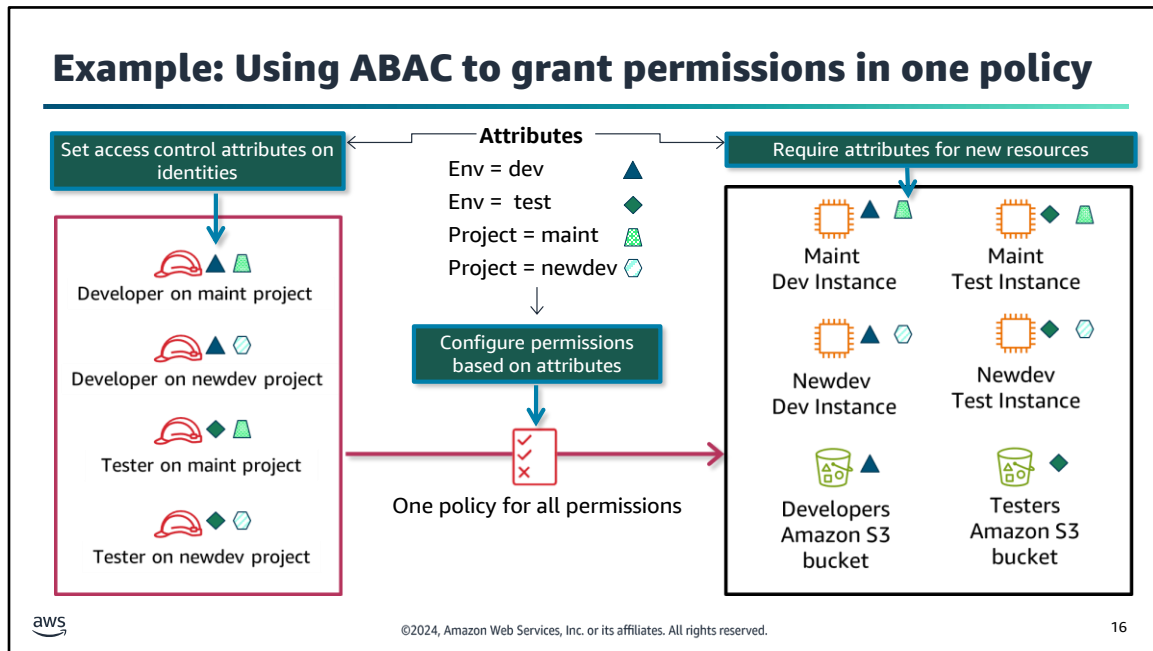 Example: Using ABAC to grant permissions in one policy
Set access control attributes on
identities
Attributes
Env = dev
Env = test
Project = maint
Project = newdev
Require attributes for new resources
Developer on maint project
Developer on newdev project
Tester on maint project
Tester on newdev project
Configure permissions
based on attributes
One policy for all permissions
Maint
Dev Instance
Maint
Test Instance
Newdev
Dev Instance
Newdev
Test Instance
Developers
Amazon S3
bucket
Testers
Amazon S3
bucket
aws
©2024, Amazon Web Services, Inc. or its affiliates. All rights reserved.
16